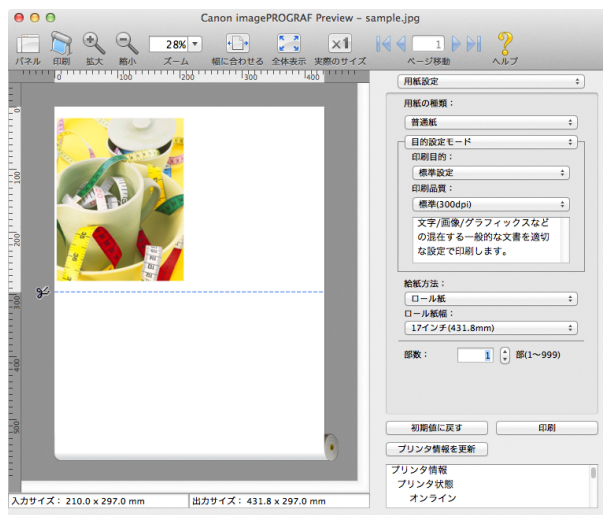 Canon imagePROGRAF Preview – sample.jpg
28%
1
パネル 印刷 拡大 縮小 ズーム 幅に合わせる 全体表示 実際のサイズ ページ移動 ヘルプ
0 100 200 300 400
0
100
200
300
400
500
用紙設定
用紙の種類：
普通紙
目的設定モード
印刷目的：
標準設定
印刷品質：
標準(300dpi)
文字/画像/グラフィックスなど
の混在する一般的な文書を適切
な設定で印刷します。
給紙方法：
ロール紙
ロール紙幅：
17インチ(431.8mm)
部数： 1 部(1〜999)
初期値に戻す 印刷
プリンタ情報を更新
プリンタ情報
プリンタ状態
オンライン
入力サイズ： 210.0 x 297.0 mm 出力サイズ： 431.8 x 297.0 mm